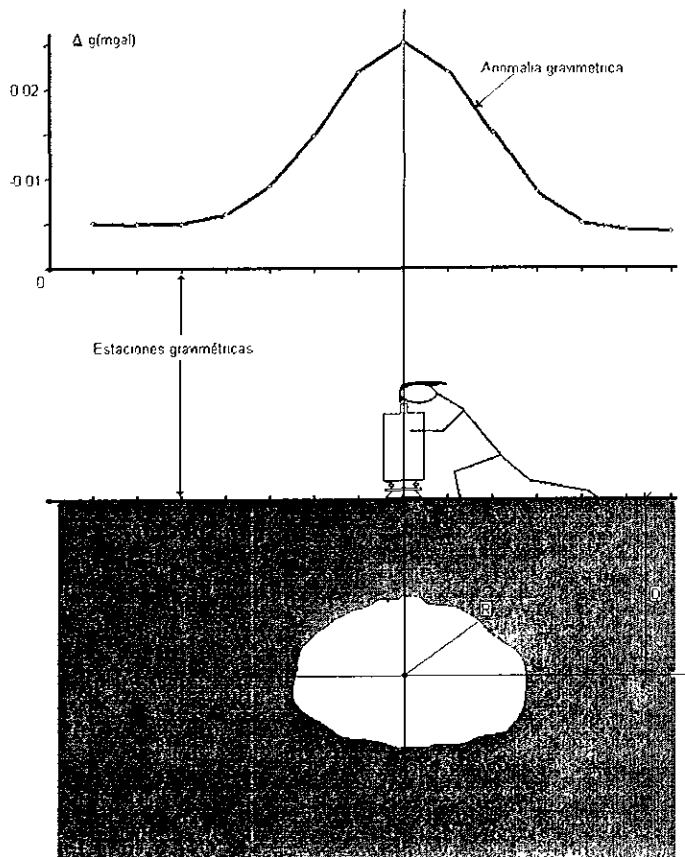 Δ g(mgal)
Anomalia gravimetrica
0 02
-0 01
0
Estaciones gravimétricas
R